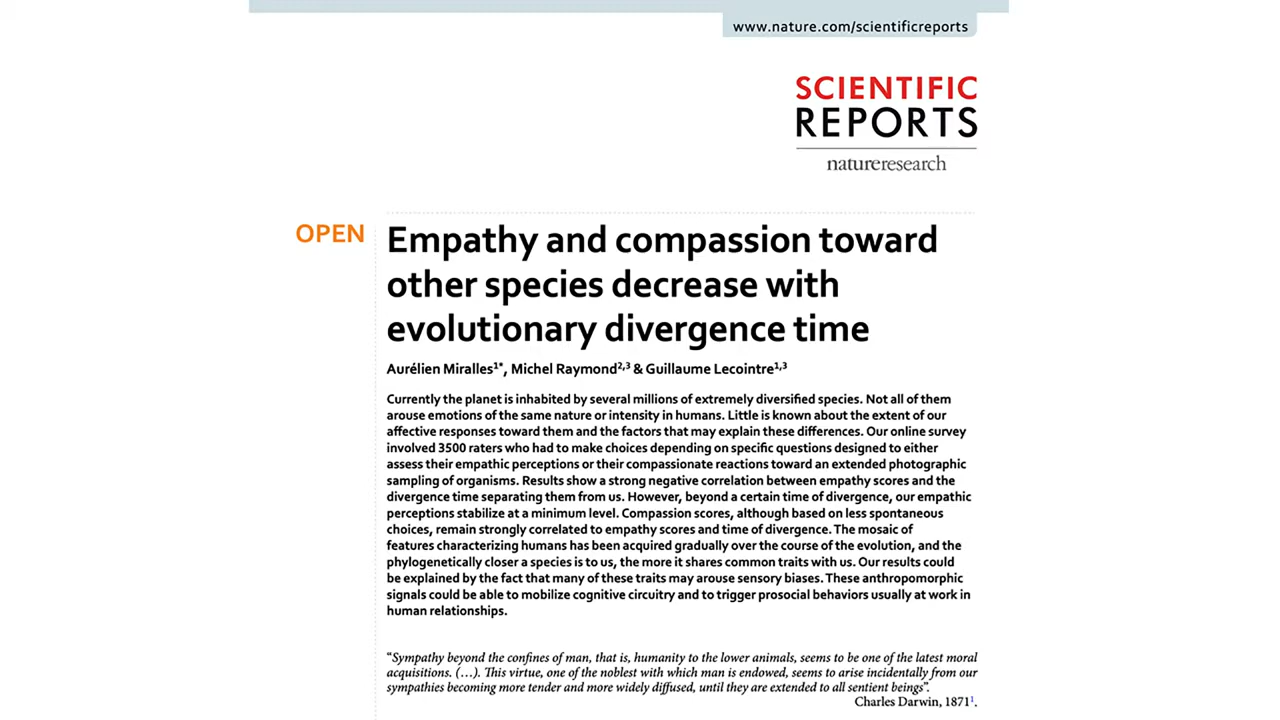 www.nature.com/scientificreports
SCIENTIFIC
REPORTS
natureresearch
OPEN
Empathy and compassion toward
other species decrease with
evolutionary divergence time
Aurélien Miralles1*, Michel Raymond2,3 & Guillaume Lecointre1,3
Currently the planet is inhabited by several millions of extremely diversified species. Not all of them
arouse emotions of the same nature or intensity in humans. Little is known about the extent of our
affective responses toward them and the factors that may explain these differences. Our online survey
involved 3500 raters who had to make choices depending on specific questions designed to either
assess their empathic perceptions or their compassionate reactions toward an extended photographic
sampling of organisms. Results show a strong negative correlation between empathy scores and the
divergence time separating them from us. However, beyond a certain time of divergence, our empathic
perceptions stabilize at a minimum level. Compassion scores, although based on less spontaneous
choices, remain strongly correlated to empathy scores and time of divergence. The mosaic of
features characterizing humans has been acquired gradually over the course of the evolution, and the
phylogenetically closer a species is to us, the more it shares common traits with us. Our results could
be explained by the fact that many of these traits may arouse sensory biases. These anthropomorphic
signals could be able to mobilize cognitive circuitry and to trigger prosocial behaviors usually at work in
human relationships.
“Sympathy beyond the confines of man, that is, humanity to the lower animals, seems to be one of the latest moral
acquisitions. (…). This virtue, one of the noblest with which man is endowed, seems to arise incidentally from our
sympathies becoming more tender and more widely diffused, until they are extended to all sentient beings”.
Charles Darwin, 18711.